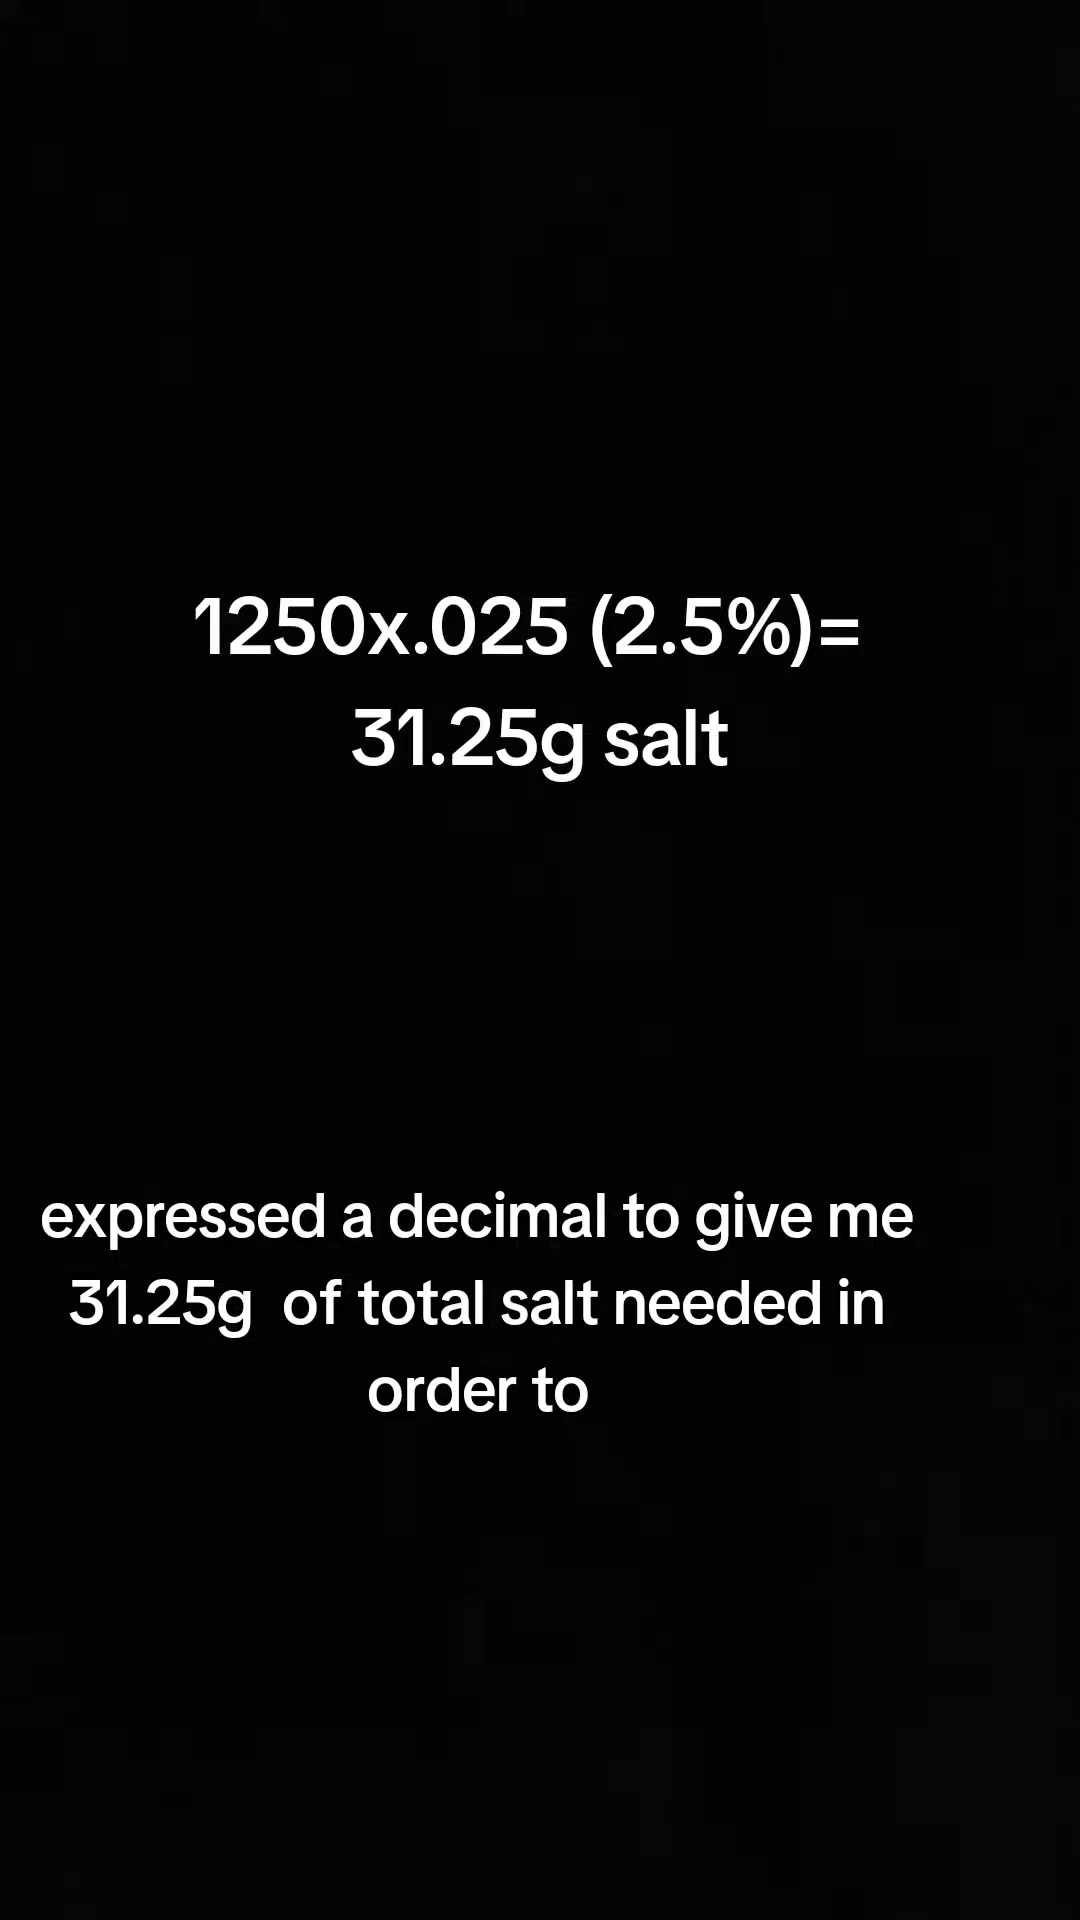 1250x.025 (2.5%)=
31.25g salt
expressed a decimal to give me
31.25g  of total salt needed in
order to